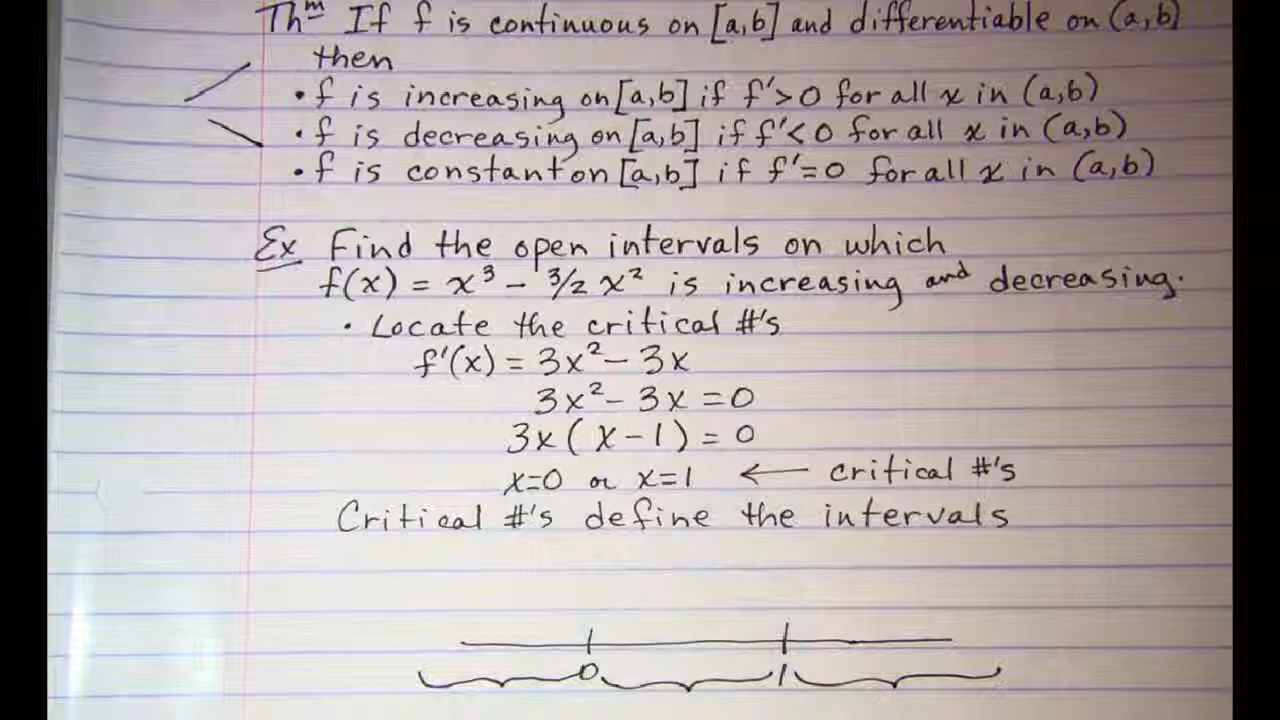 Thm If f is continuous on [a,b] and differentiable on (a,b)
then
• f is increasing on [a,b] if f'>0 for all x in (a,b)
• f is decreasing on [a,b] if f'<0 for all x in (a,b)
• f is constant on [a,b] if f'=0 for all x in (a,b)
Ex Find the open intervals on which
f(x) = x³ - 3/2 x² is increasing and decreasing.
• Locate the critical #'s
f'(x) = 3x² - 3x
3x² - 3x = 0
3x(x-1) = 0
x=0 or x=1 ← critical #'s
Critical #'s define the intervals
0 1